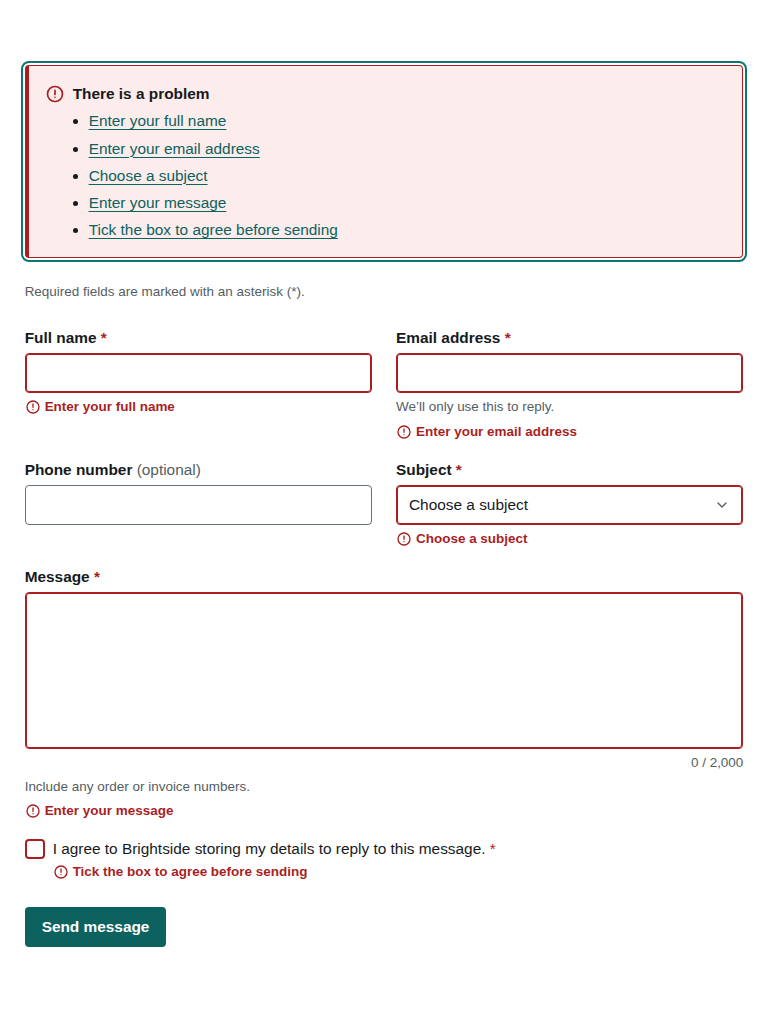 There is a problem
Enter your full name
Enter your email address
Choose a subject
Enter your message
Tick the box to agree before sending
Required fields are marked with an asterisk (*).
Full name *
Enter your full name
Email address *
We’ll only use this to reply.
Enter your email address
Phone number (optional)
Subject *
Choose a subject
Choose a subject
Message *
0 / 2,000
Include any order or invoice numbers.
Enter your message
I agree to Brightside storing my details to reply to this message. *
Tick the box to agree before sending
Send message